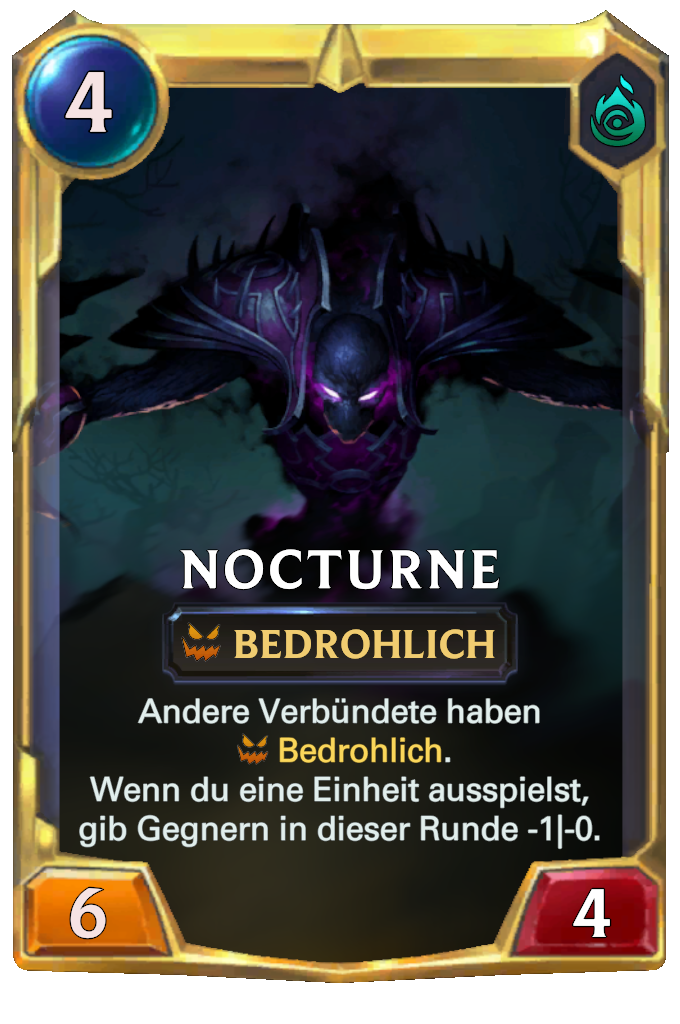 4
NOCTURNE
BEDROHLICH
Andere Verbündete haben
Bedrohlich.
Wenn du eine Einheit ausspielst,
gib Gegnern in dieser Runde -1|-0.
6
4